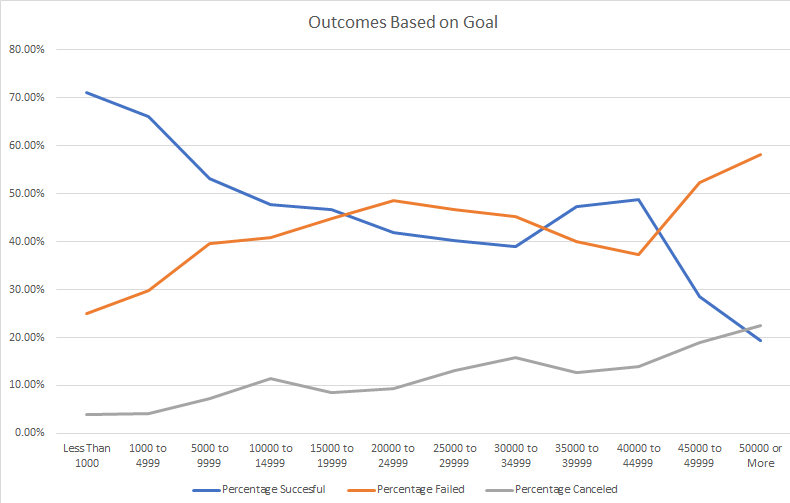 Outcomes Based on Goal
80.00%
70.00%
60.00%
50.00%
40.00%
30.00%
20.00%
10.00%
0.00%
Less Than 1000 to 5000 to 10000 to 15000 to 20000 to 25000 to 30000 to 35000 to 40000 to 45000 to 50000 or
1000 4999 9999 14999 19999 24999 29999 34999 39999 44999 49999 More
Percentage Succesful Percentage Failed Percentage Canceled